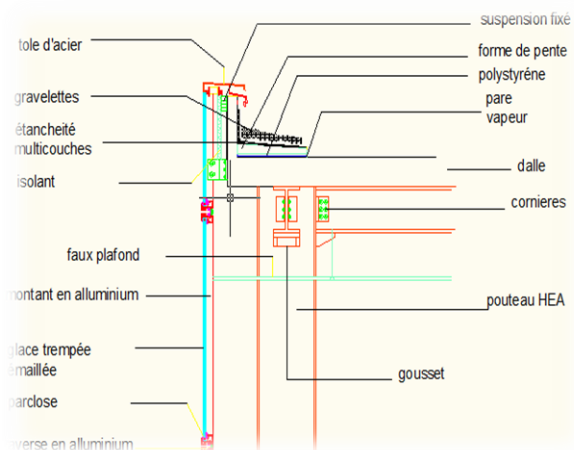 suspension fixé
tole d'acier
forme de pente
polystyréne
gravelettes
pare
vapeur
étancheité
multicouches
dalle
isolant
cornieres
faux plafond
montant en alluminium
pouteau HEA
glace trempée
émaillée
gousset
parclose
verse en alluminium